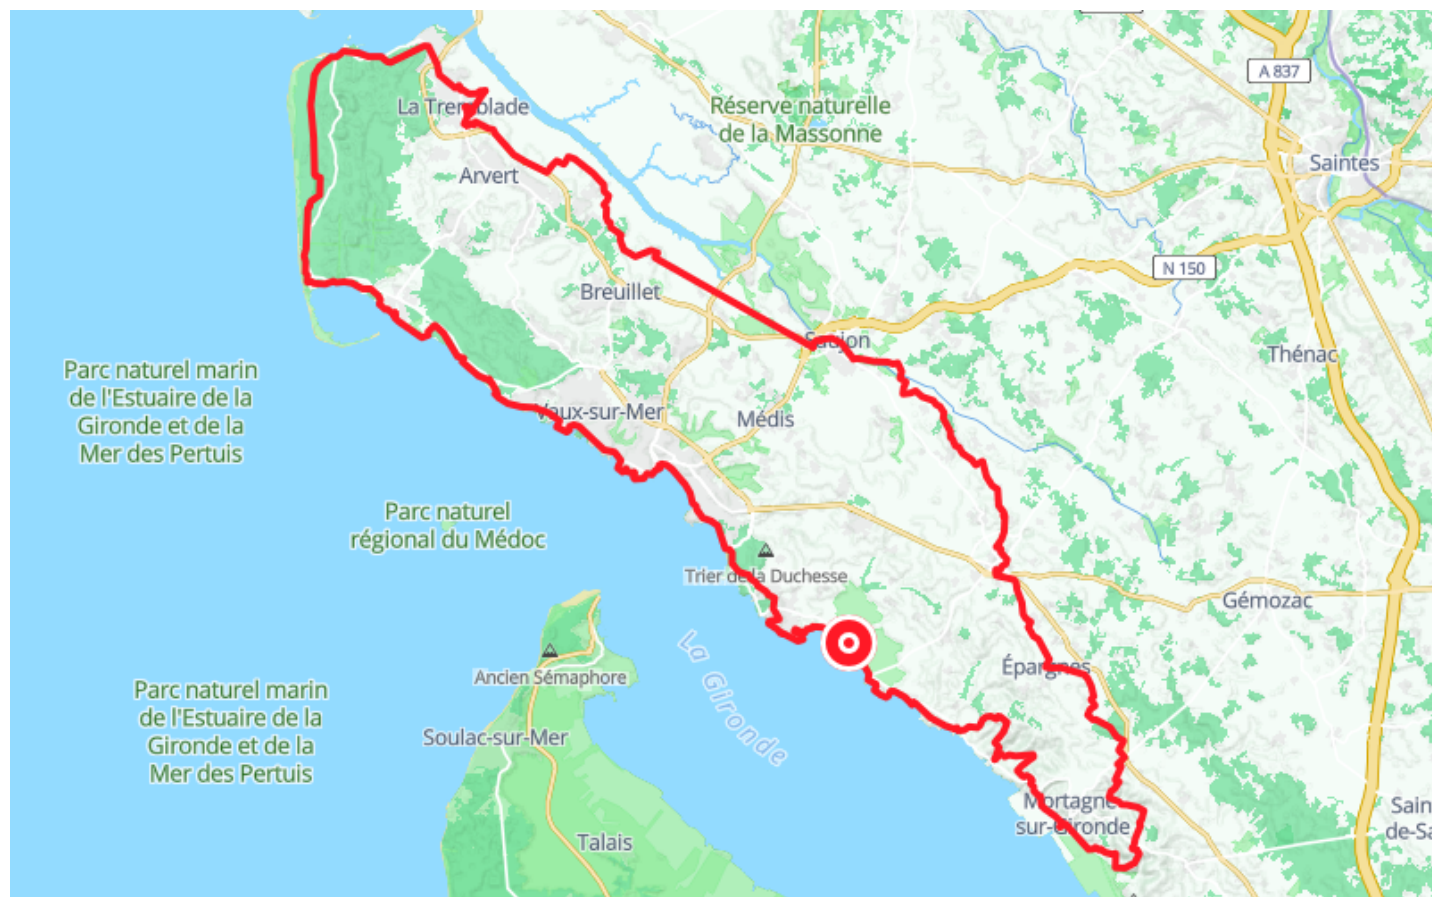 A 837
Réserve naturelle
de la Massonne
La Tremblade
Saintes
Arvert
N 150
Breuillet
Saujon
Thénac
Parc naturel marin
de l'Estuaire de la
Gironde et de la
Mer des Pertuis
Vaux-sur-Mer
Médis
Parc naturel
régional du Médoc
Trier de la Duchesse
Gémozac
La Gironde
Épargnes
Ancien Sémaphore
Parc naturel marin
de l'Estuaire de la
Gironde et de la
Mer des Pertuis
Soulac-sur-Mer
Mortagne-
sur-Gironde
Sain
de-Sa
Talais